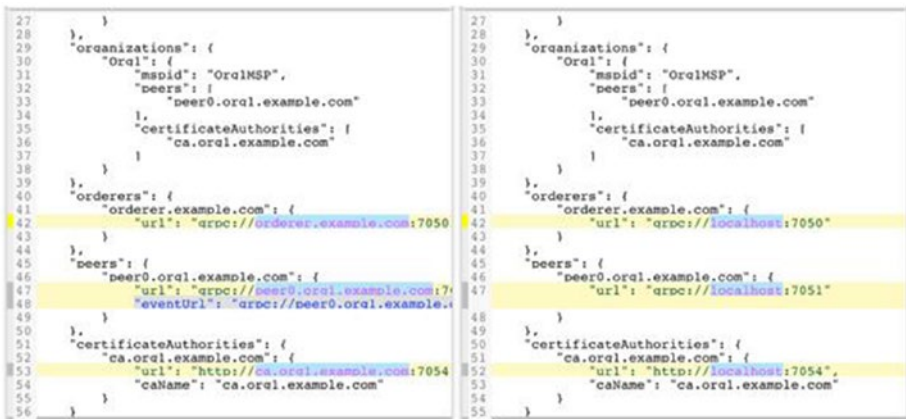 27 }
28 },
29 "organizations": {
30 "Org1": {
31 "mspid": "Org1MSP",
32 "peers": [
33 "peer0.org1.example.com"
34 ],
35 "certificateAuthorities": [
36 "ca.org1.example.com"
37 ]
38 }
39 },
40 "orderers": {
41 "orderer.example.com": {
42 "url": "grpc://orderer.example.com:7050
43 }
44 },
45 "peers": {
46 "peer0.org1.example.com": {
47 "url": "grpc://peer0.org1.example.com:7
48 "eventUrl": "grpc://peer0.org1.example.
49 }
50 },
51 "certificateAuthorities": {
52 "ca.org1.example.com": {
53 "url": "http://ca.org1.example.com:7054
54 "caName": "ca.org1.example.com"
55 }
56 }
27 }
28 },
29 "organizations": {
30 "Org1": {
31 "mspid": "Org1MSP",
32 "peers": [
33 "peer0.org1.example.com"
34 ],
35 "certificateAuthorities": [
36 "ca.org1.example.com"
37 ]
38 }
39 },
40 "orderers": {
41 "orderer.example.com": {
42 "url": "grpc://localhost:7050"
43 }
44 },
45 "peers": {
46 "peer0.org1.example.com": {
47 "url": "grpc://localhost:7051"
48 }
49 },
50 "certificateAuthorities": {
51 "ca.org1.example.com": {
52 "url": "http://localhost:7054",
53 "caName": "ca.org1.example.com"
54 }
55 }